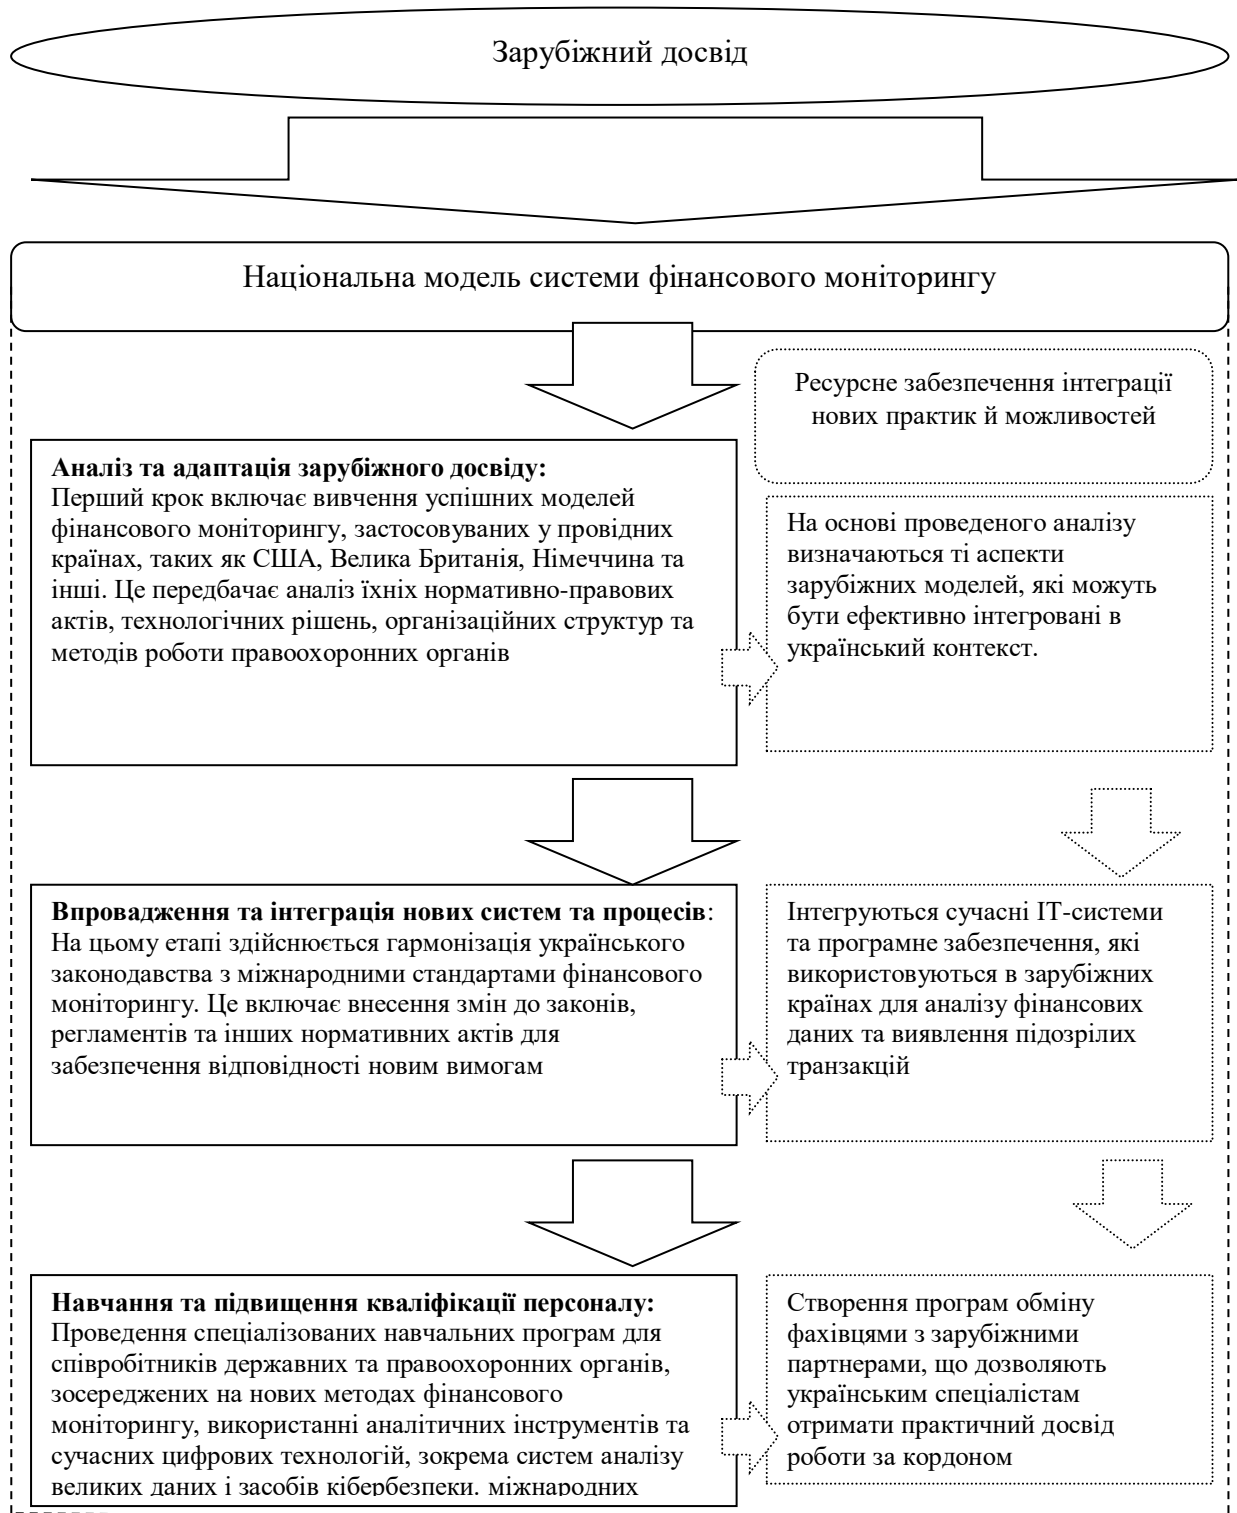 Зарубіжний досвід
Національна модель системи фінансового моніторингу
Ресурсне забезпечення інтеграції
нових практик й можливостей
Аналіз та адаптація зарубіжного досвіду:
Перший крок включає вивчення успішних моделей
фінансового моніторингу, застосовуваних у провідних
країнах, таких як США, Велика Британія, Німеччина та
інші. Це передбачає аналіз їхніх нормативно-правових
актів, технологічних рішень, організаційних структур та
методів роботи правоохоронних органів
На основі проведеного аналізу
визначаються ті аспекти
зарубіжних моделей, які можуть
бути ефективно інтегровані в
український контекст.
Впровадження та інтеграція нових систем та процесів:
На цьому етапі здійснюється гармонізація українського
законодавства з міжнародними стандартами фінансового
моніторингу. Це включає внесення змін до законів,
регламентів та інших нормативних актів для
забезпечення відповідності новим вимогам
Інтегруються сучасні ІТ-системи
та програмне забезпечення, які
використовуються в зарубіжних
країнах для аналізу фінансових
даних та виявлення підозрілих
транзакцій
Навчання та підвищення кваліфікації персоналу:
Проведення спеціалізованих навчальних програм для
співробітників державних та правоохоронних органів,
зосереджених на нових методах фінансового
моніторингу, використанні аналітичних інструментів та
сучасних цифрових технологій, зокрема систем аналізу
великих даних і засобів кібербезпеки. міжнародних
Створення програм обміну
фахівцями з зарубіжними
партнерами, що дозволяють
українським спеціалістам
отримати практичний досвід
роботи за кордоном